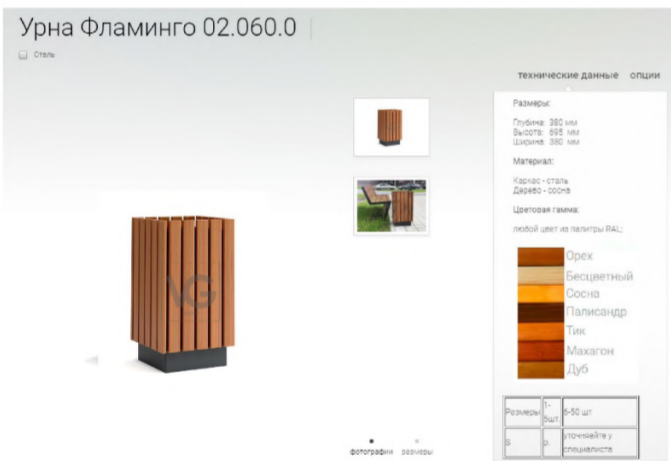 Урна Фламинго 02.060.0
Сталь
технические данные опции
Размеры:
Глубина: 380 мм
Высота: 695 мм
Ширина: 380 мм
Материал:
Каркас - сталь
Дерево - сосна
Цветовая гамма:
любой цвет из палитры RAL;
Орех
Бесцветный
Сосна
Палисандр
Тик
Махагон
Дуб
Размеры 1-5шт. 6-50 шт
S р. уточняйте у специалиста
VG
фотографии размеры